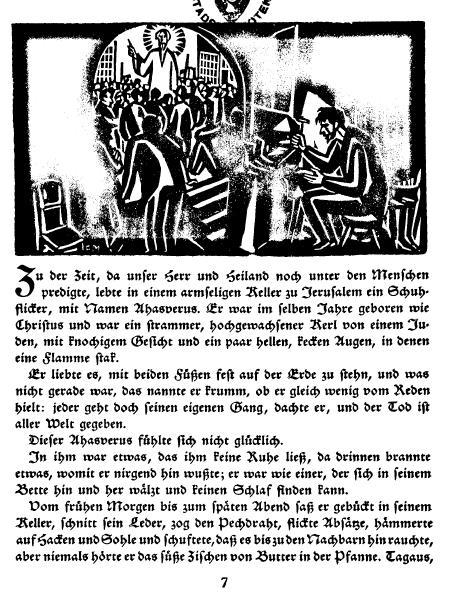 Zu der Zeit, da unser Herr und Heiland noch unter den Menschen
predigte, lebte in einem armseligen Keller zu Jerusalem ein Schuh-
flicker, mit Namen Ahasverus. Er war im selben Jahre geboren wie
Christus und war ein strammer, hochgewachsener Kerl von einem Ju-
den, mit knochigem Gesicht und ein paar hellen, kecken Augen, in denen
eine Flamme stak.
Er liebte es, mit beiden Füßen fest auf der Erde zu stehn, und was
nicht gerade war, das nannte er krumm, ob er gleich wenig vom Reden
hielt: jeder geht doch seinen eigenen Gang, dachte er, und der Tod ist
aller Welt gegeben.
Dieser Ahasverus fühlte sich nicht glücklich.
In ihm war etwas, das ihm keine Ruhe ließ, da drinnen brannte
etwas, womit er nirgend hin wußte; er war wie einer, der sich in seinem
Bette hin und her wälzt und keinen Schlaf finden kann.
Vom frühen Morgen bis zum späten Abend saß er gebückt in seinem
Keller, schnitt sein Leder, zog den Pechdraht, flickte Absätze, hämmerte
auf Hacken und Sohle und schuftete, daß es bis zu den Nachbarn hin rauchte,
aber niemals hörte er das süße Zischen von Butter in der Pfanne. Tagaus,
7